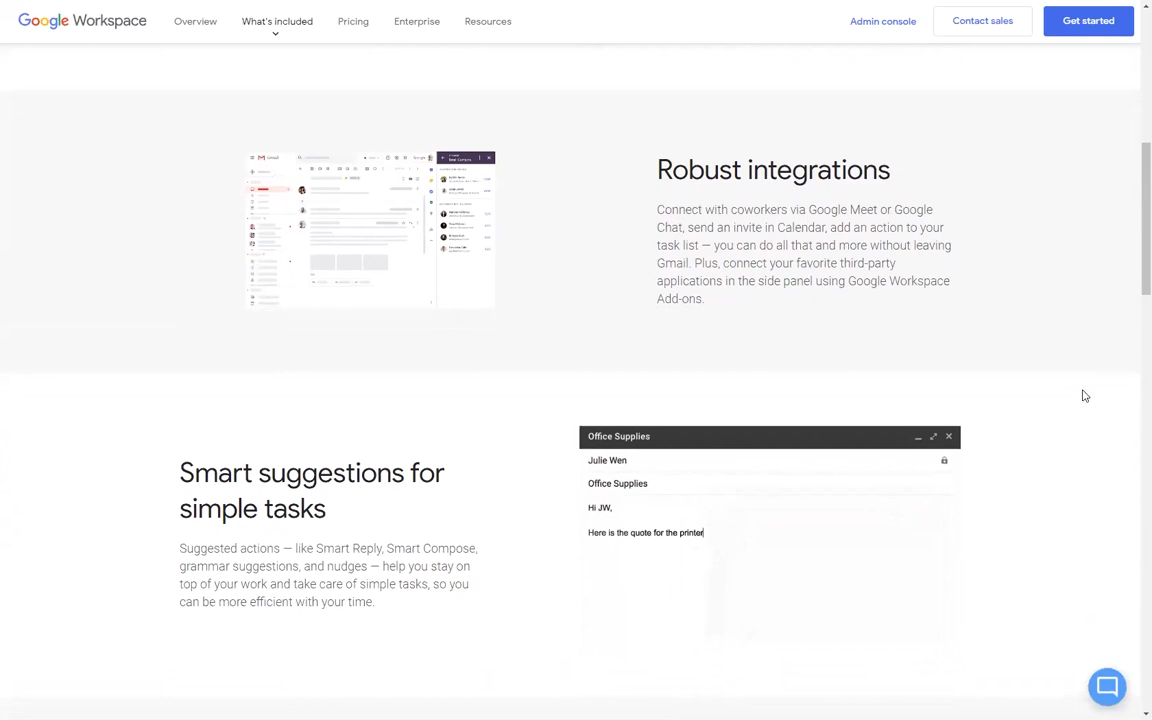 Google Workspace
Overview
What's included
Pricing
Enterprise
Resources
Admin console
Contact sales
Get started
Gmail
Robust integrations
Connect with coworkers via Google Meet or Google
Chat, send an invite in Calendar, add an action to your
task list — you can do all that and more without leaving
Gmail. Plus, connect your favorite third-party
applications in the side panel using Google Workspace
Add-ons.
Smart suggestions for
simple tasks
Suggested actions — like Smart Reply, Smart Compose,
grammar suggestions, and nudges — help you stay on
top of your work and take care of simple tasks, so you
can be more efficient with your time.
Office Supplies
Julie Wen
Office Supplies
Hi JW,
Here is the quote for the printer